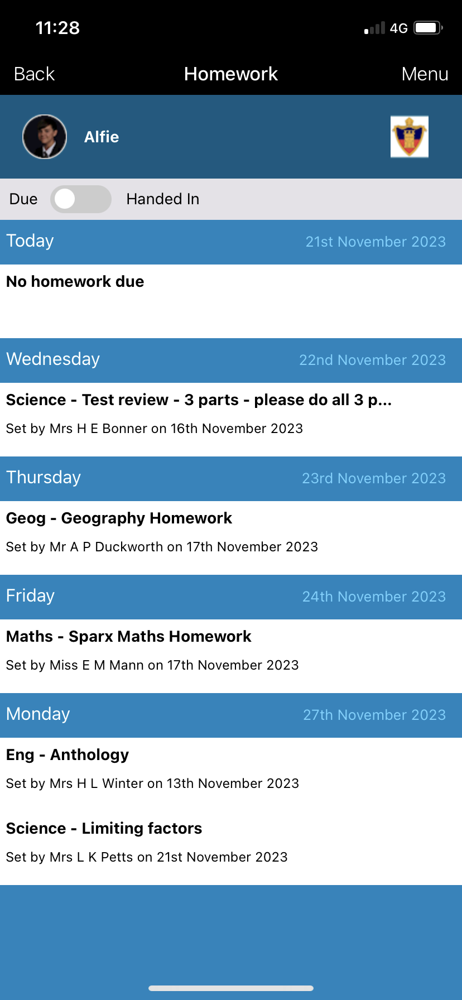 11:28 4G
Back Homework Menu
Alfie
Due Handed In
Today 21st November 2023
No homework due
Wednesday 22nd November 2023
Science - Test review - 3 parts - please do all 3 p...
Set by Mrs H E Bonner on 16th November 2023
Thursday 23rd November 2023
Geog - Geography Homework
Set by Mr A P Duckworth on 17th November 2023
Friday 24th November 2023
Maths - Sparx Maths Homework
Set by Miss E M Mann on 17th November 2023
Monday 27th November 2023
Eng - Anthology
Set by Mrs H L Winter on 13th November 2023
Science - Limiting factors
Set by Mrs L K Petts on 21st November 2023